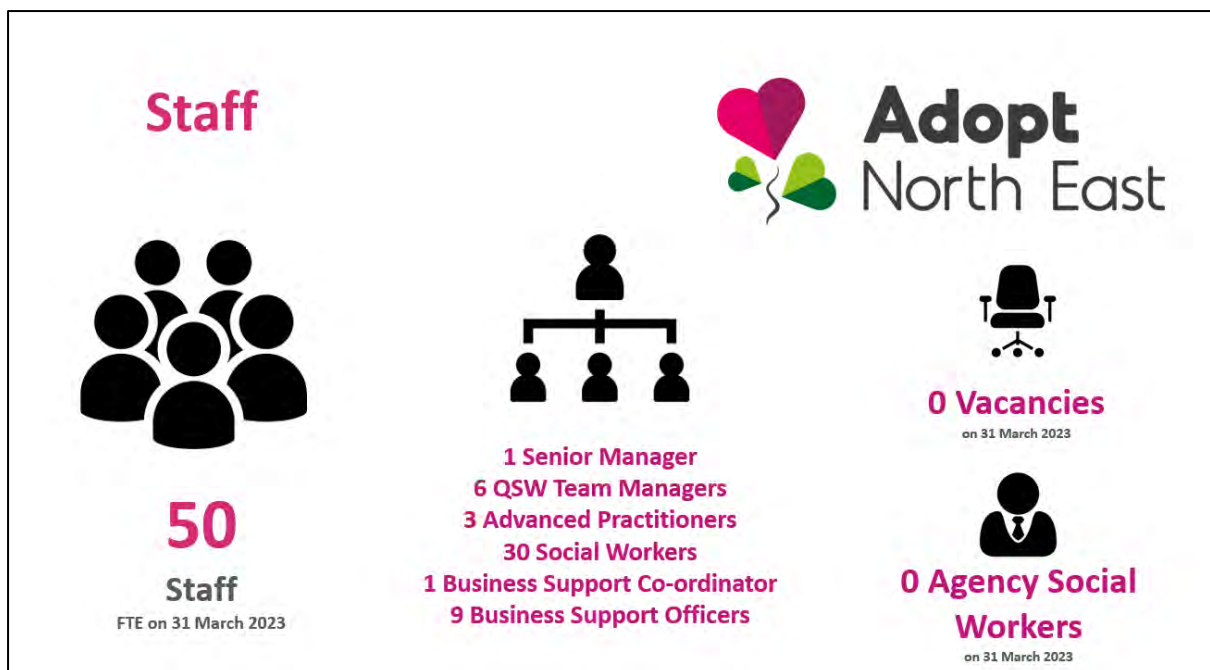 Staff
Adopt
North East
50
Staff
FTE on 31 March 2023
1 Senior Manager
6 QSW Team Managers
3 Advanced Practitioners
30 Social Workers
1 Business Support Co-ordinator
9 Business Support Officers
0 Vacancies
on 31 March 2023
0 Agency Social
Workers
on 31 March 2023